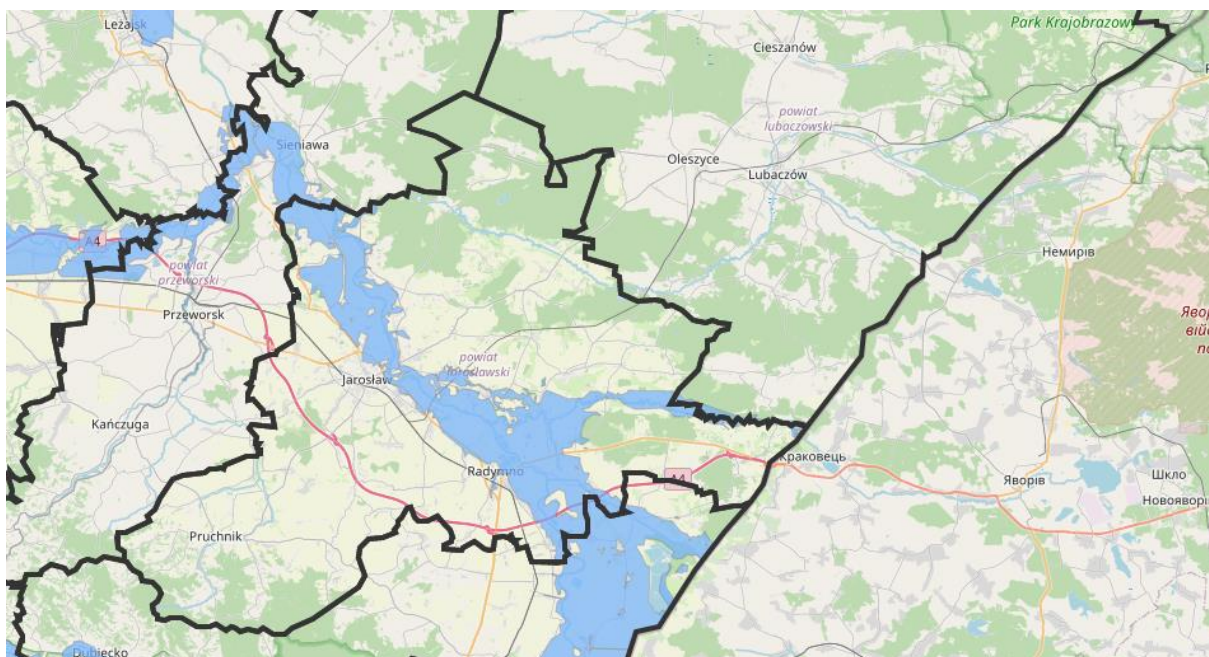 Leżajsk
Park Krajobrazowy
Cieszanów
powiat
lubaczowski
Sieniawa
Oleszyce
Lubaczów
A4
Немирів
powiat
przeworski
Przeworsk
powiat
jarosławski
Jarosław
Kańczuga
Radymno
A4
Краковець
Яворів
Шкло
Pruchnik
Dubiecko